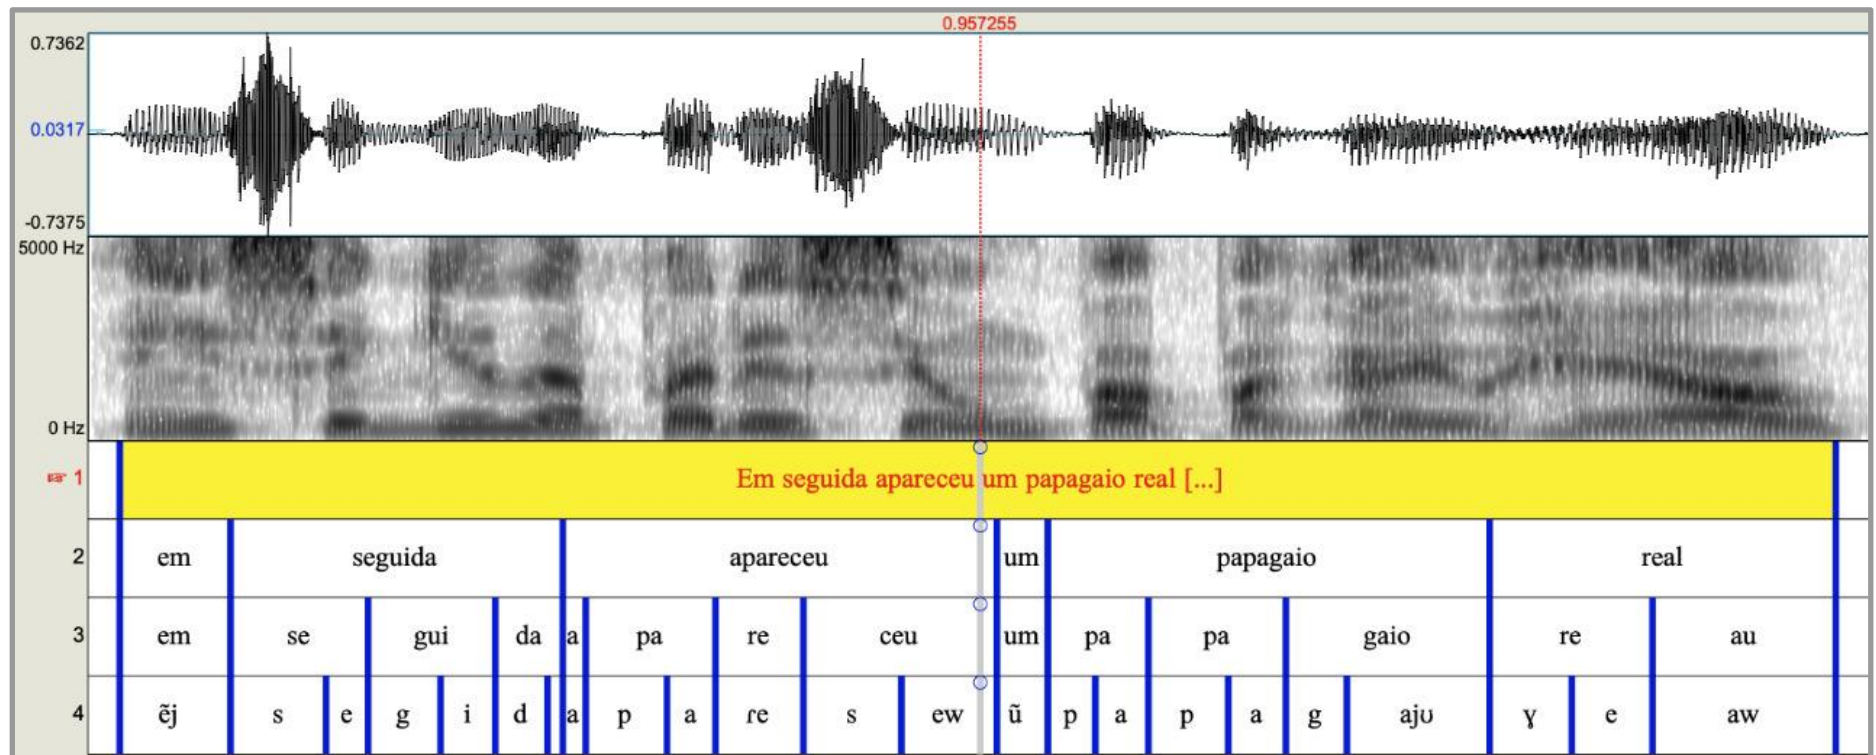 0.957255
0.7362
0.0317
-0.7375
5000 Hz
0 Hz
☞ 1 Em seguida apareceu um papagaio real [...]
2 em seguida apareceu um papagaio real
3 em se gui da a pa re ceu um pa pa gaio re au
4 ẽj s e g i d a p a ɾe s ew ũ p a p a g ajʊ ɣ e aw